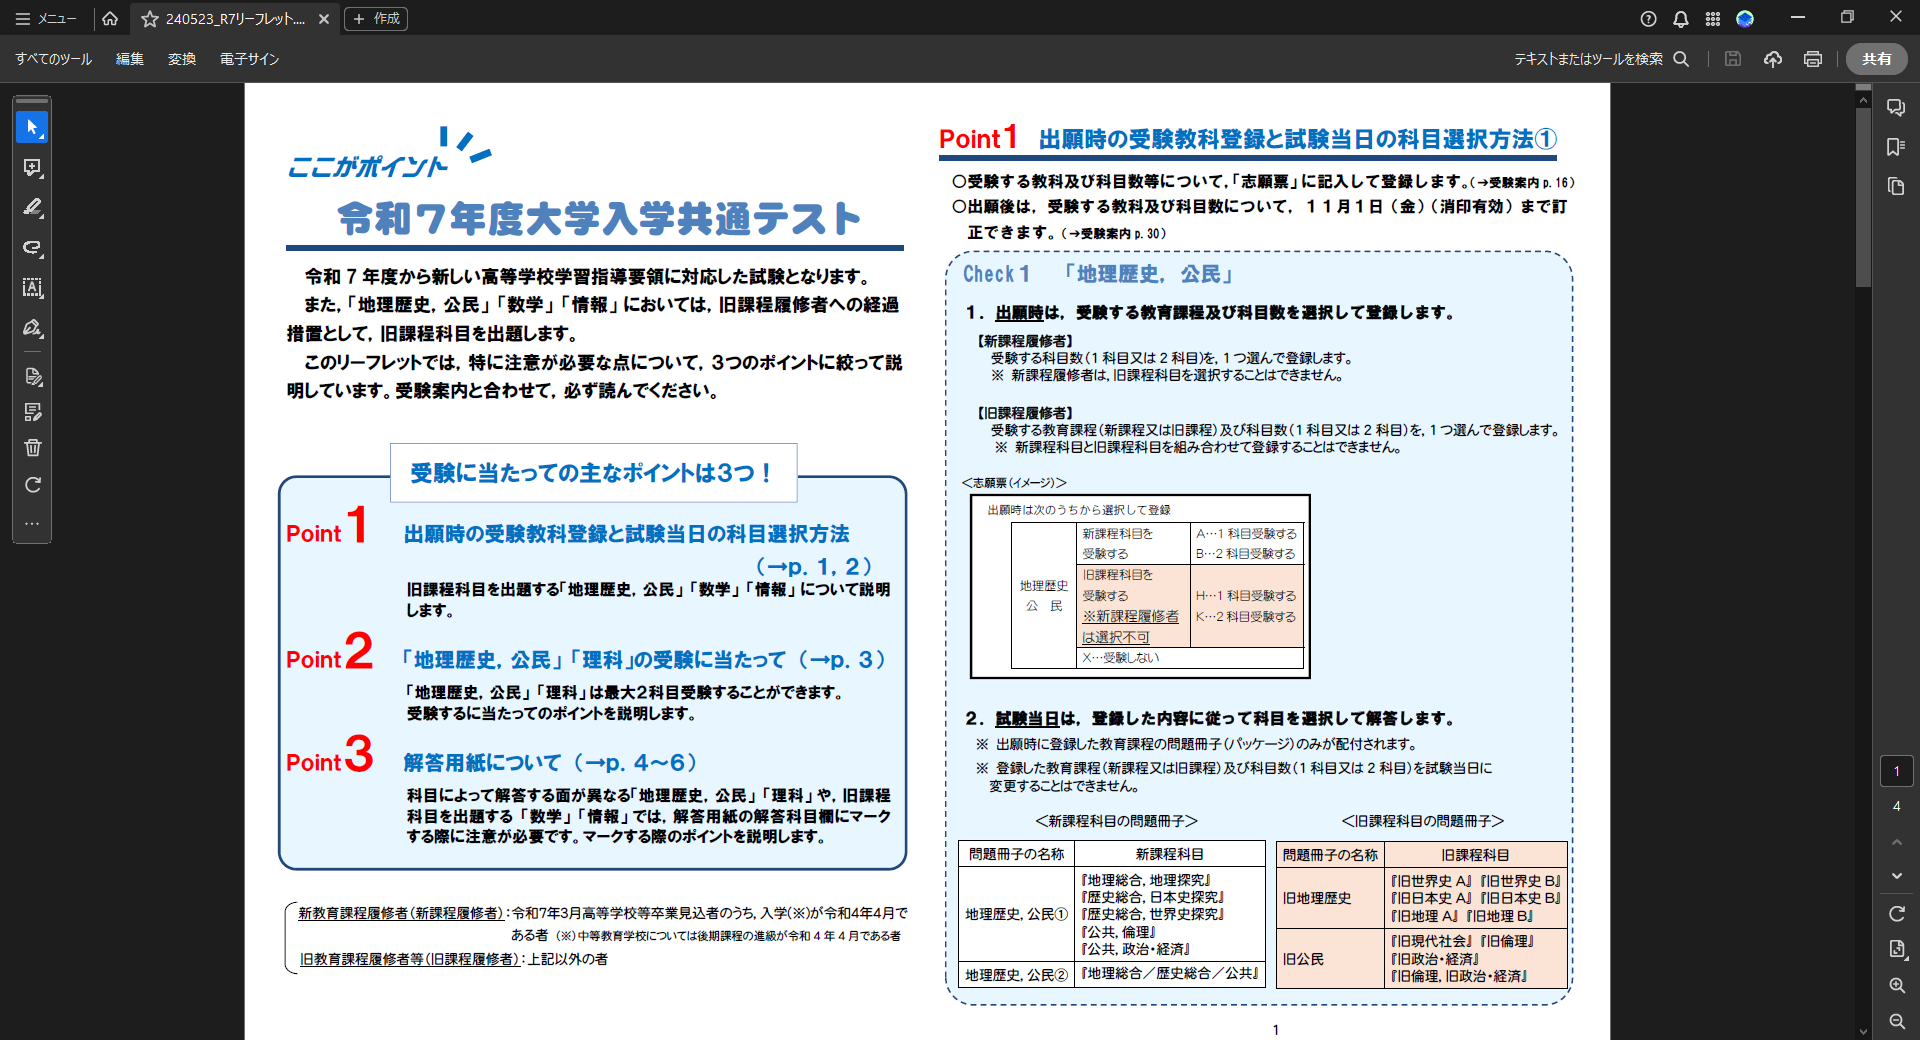 メニュー
240523_R7リーフレット....
作成
すべてのツール
編集
変換
電子サイン
テキストまたはツールを検索
共有
ここがポイント
令和７年度大学入学共通テスト
令和７年度から新しい高等学校学習指導要領に対応した試験となります。
また，「地理歴史，公民」「数学」「情報」においては，旧課程履修者への経過
措置として，旧課程科目を出題します。
このリーフレットでは，特に注意が必要な点について，３つのポイントに絞って説
明しています。受験案内と合わせて，必ず読んでください。
受験に当たっての主なポイントは３つ！
Point 1 出願時の受験教科登録と試験当日の科目選択方法
（→p. 1, 2）
旧課程科目を出題する「地理歴史，公民」「数学」「情報」について説明
します。
Point 2 「地理歴史，公民」「理科」の受験に当たって（→p. 3）
「地理歴史，公民」「理科」は最大２科目受験することができます。
受験するに当たってのポイントを説明します。
Point 3 解答用紙について（→p. 4～6）
科目によって解答する面が異なる「地理歴史，公民」「理科」や，旧課程
科目を出題する「数学」「情報」では，解答用紙の解答科目欄にマーク
する際に注意が必要です。マークする際のポイントを説明します。
新教育課程履修者（新課程履修者）：令和7年3月高等学校等卒業見込者のうち，入学(※)が令和4年4月で
ある者（※）中等教育学校については後期課程の進級が令和４年４月である者
旧教育課程履修者等（旧課程履修者）：上記以外の者
Point 1 出願時の受験教科登録と試験当日の科目選択方法①
○受験する教科及び科目数等について，「志願票」に記入して登録します。（→受験案内 p. 16）
○出願後は，受験する教科及び科目数について，１１月１日（金）（消印有効）まで訂
正できます。（→受験案内 p. 30）
Check１ 「地理歴史，公民」
１．出願時は，受験する教育課程及び科目数を選択して登録します。
【新課程履修者】
受験する科目数（１科目又は２科目）を，１つ選んで登録します。
※ 新課程履修者は，旧課程科目を選択することはできません。
【旧課程履修者】
受験する教育課程（新課程又は旧課程）及び科目数（１科目又は２科目）を，１つ選んで登録します。
※ 新課程科目と旧課程科目を組み合わせて登録することはできません。
＜志願票（イメージ）＞
出願時は次のうちから選択して登録
地理歴史
公　民
新課程科目を
受験する
A…１科目受験する
B…２科目受験する
旧課程科目を
受験する
※新課程履修者
は選択不可
H…１科目受験する
K…２科目受験する
X…受験しない
２．試験当日は，登録した内容に従って科目を選択して解答します。
※ 出願時に登録した教育課程の問題冊子（パッケージ）のみが配付されます。
※ 登録した教育課程（新課程又は旧課程）及び科目数（１科目又は２科目）を試験当日に
変更することはできません。
＜新課程科目の問題冊子＞
問題冊子の名称 新課程科目
地理歴史，公民①
『地理総合，地理探究』
『歴史総合，日本史探究』
『歴史総合，世界史探究』
『公共，倫理』
『公共，政治・経済』
地理歴史，公民② 『地理総合／歴史総合／公共』
＜旧課程科目の問題冊子＞
問題冊子の名称 旧課程科目
旧地理歴史
『旧世界史 A』『旧世界史 B』
『旧日本史 A』『旧日本史 B』
『旧地理 A』『旧地理 B』
旧公民
『旧現代社会』『旧倫理』
『旧政治・経済』
『旧倫理，旧政治・経済』
1
1
4